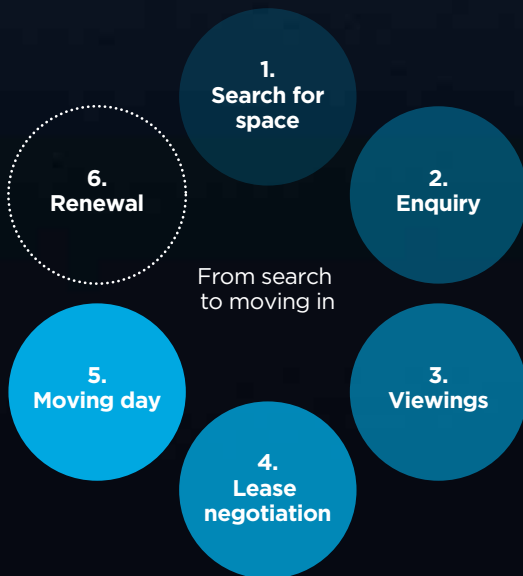 1.
Search for
space
2.
Enquiry
3.
Viewings
4.
Lease
negotiation
5.
Moving day
6.
Renewal
From search
to moving in